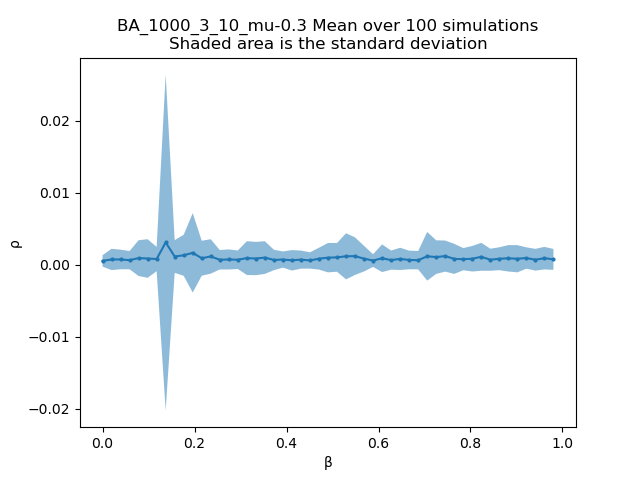 BA_1000_3_10_mu-0.3 Mean over 100 simulations
Shaded area is the standard deviation
0.02
0.01
0.00
−0.01
−0.02
ρ
0.0 0.2 0.4 0.6 0.8 1.0
β